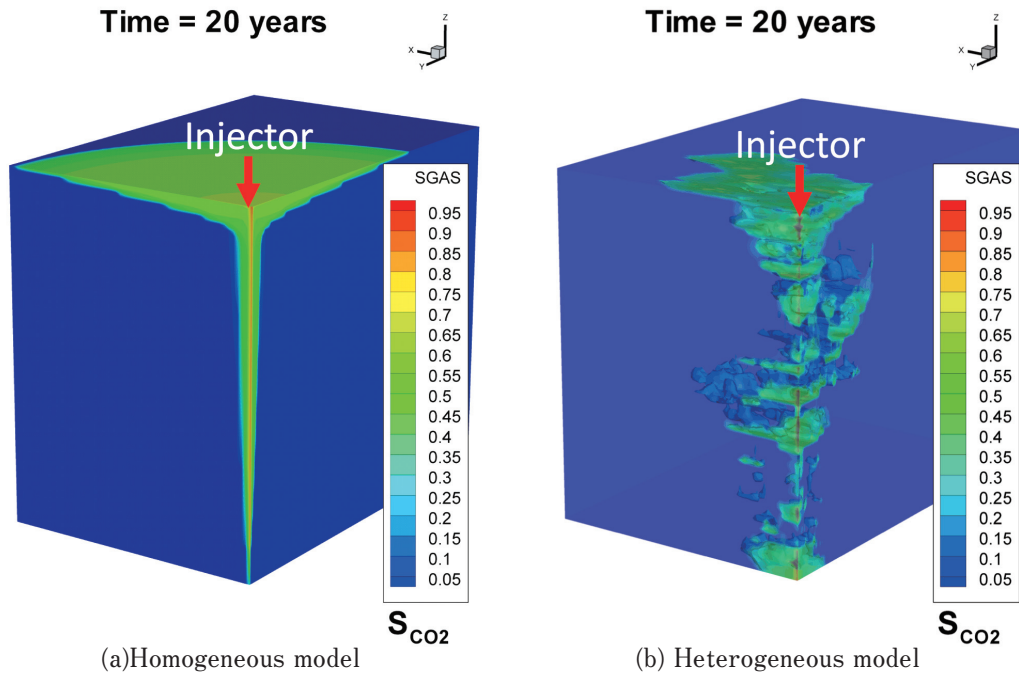 Time = 20 years
Z
X
Y
Injector
SGAS
0.95
0.9
0.85
0.8
0.75
0.7
0.65
0.6
0.55
0.5
0.45
0.4
0.35
0.3
0.25
0.2
0.15
0.1
0.05
S_CO2
(a)Homogeneous model
Time = 20 years
Z
X
Y
Injector
SGAS
0.95
0.9
0.85
0.8
0.75
0.7
0.65
0.6
0.55
0.5
0.45
0.4
0.35
0.3
0.25
0.2
0.15
0.1
0.05
S_CO2
(b) Heterogeneous model